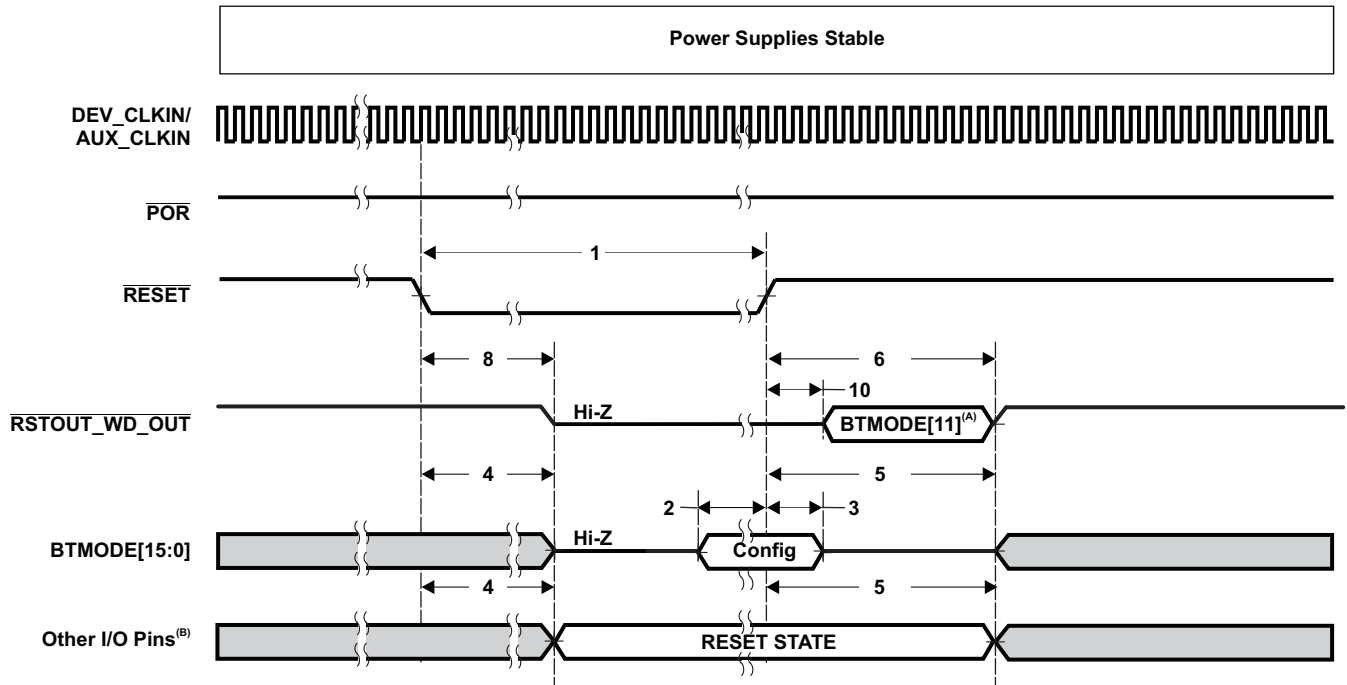 Power Supplies Stable
DEV_CLKIN/
AUX_CLKIN
POR
1
RESET
8
6
10
RSTOUT_WD_OUT
Hi-Z
BTMODE[11](A)
4
5
2
3
BTMODE[15:0]
Hi-Z
Config
4
5
Other I/O Pins(B)
RESET STATE